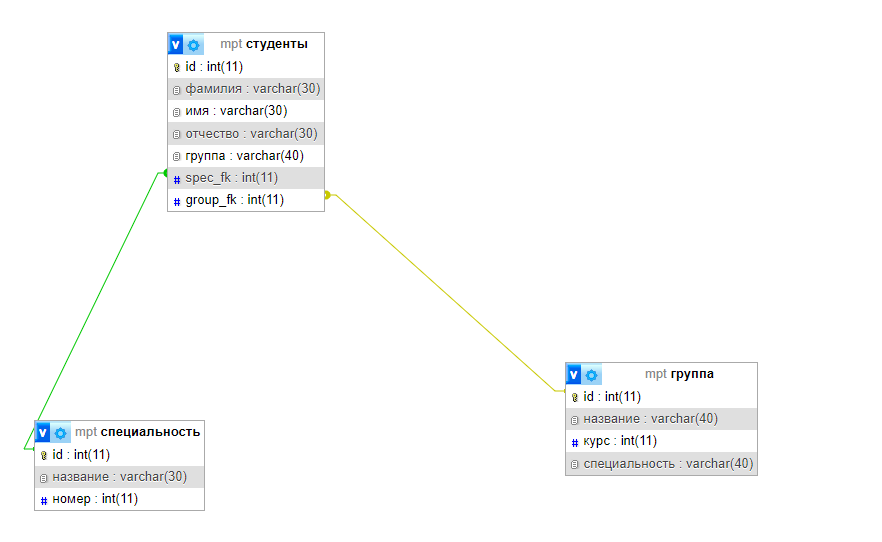 v mpt студенты
id : int(11)
фамилия : varchar(30)
имя : varchar(30)
отчество : varchar(30)
группа : varchar(40)
# spec_fk : int(11)
# group_fk : int(11)
v mpt группа
id : int(11)
название : varchar(40)
# курс : int(11)
специальность : varchar(40)
v mpt специальность
id : int(11)
название : varchar(30)
# номер : int(11)